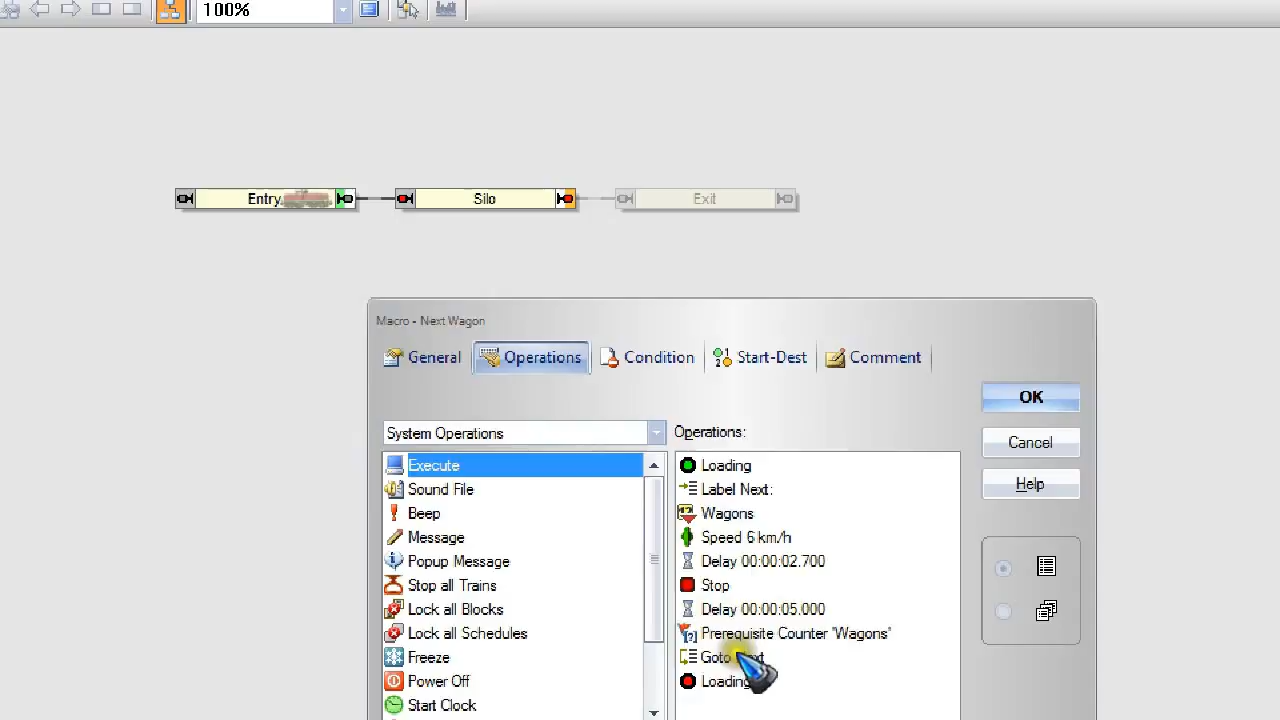 100%
Entry
Silo
Exit
Macro - Next Wagon
General
Operations
Condition
Start-Dest
Comment
OK
Cancel
Help
System Operations
Operations:
Execute
Sound File
Beep
Message
Popup Message
Stop all Trains
Lock all Blocks
Lock all Schedules
Freeze
Power Off
Start Clock
Loading
Label Next:
Wagons
Speed 6 km/h
Delay 00:00:02.700
Stop
Delay 00:00:05.000
Prerequisite Counter 'Wagons'
Goto
Loading